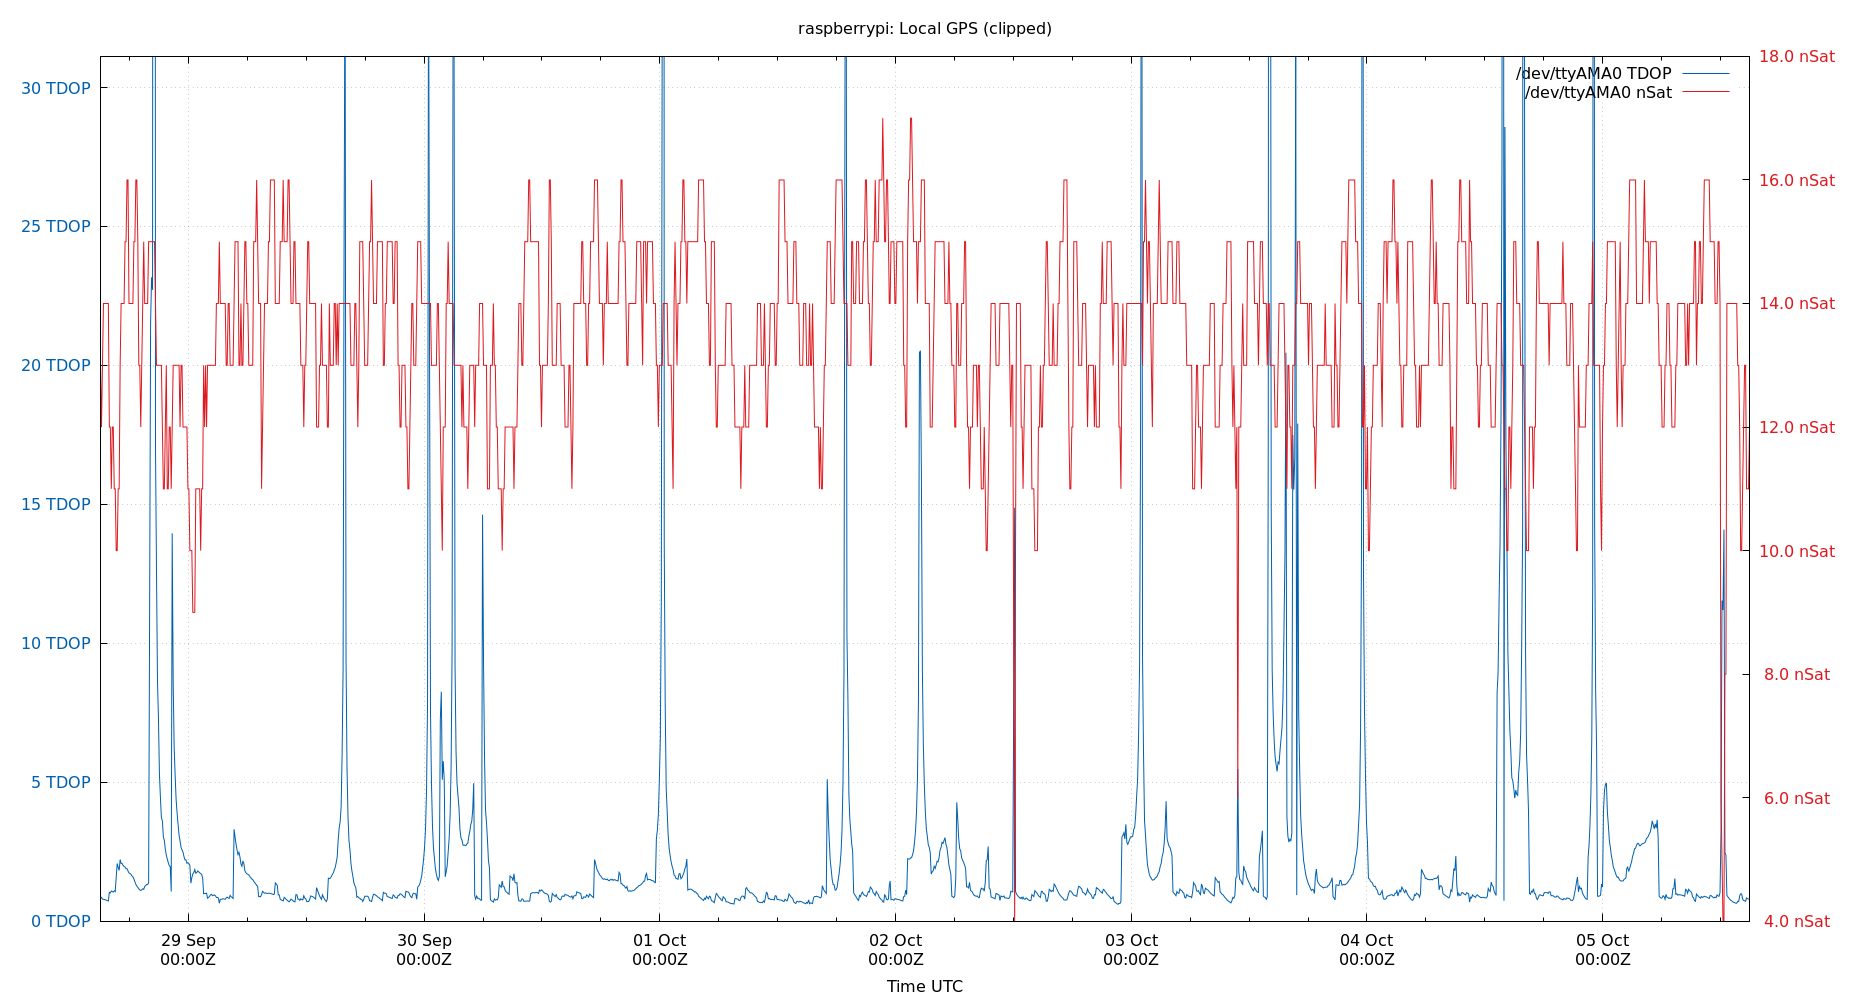 raspberrypi: Local GPS (clipped)
/dev/ttyAMA0 TDOP
/dev/ttyAMA0 nSat
30 TDOP
25 TDOP
20 TDOP
15 TDOP
10 TDOP
5 TDOP
0 TDOP
18.0 nSat
16.0 nSat
14.0 nSat
12.0 nSat
10.0 nSat
8.0 nSat
6.0 nSat
4.0 nSat
29 Sep
00:00Z
30 Sep
00:00Z
01 Oct
00:00Z
02 Oct
00:00Z
03 Oct
00:00Z
04 Oct
00:00Z
05 Oct
00:00Z
Time UTC